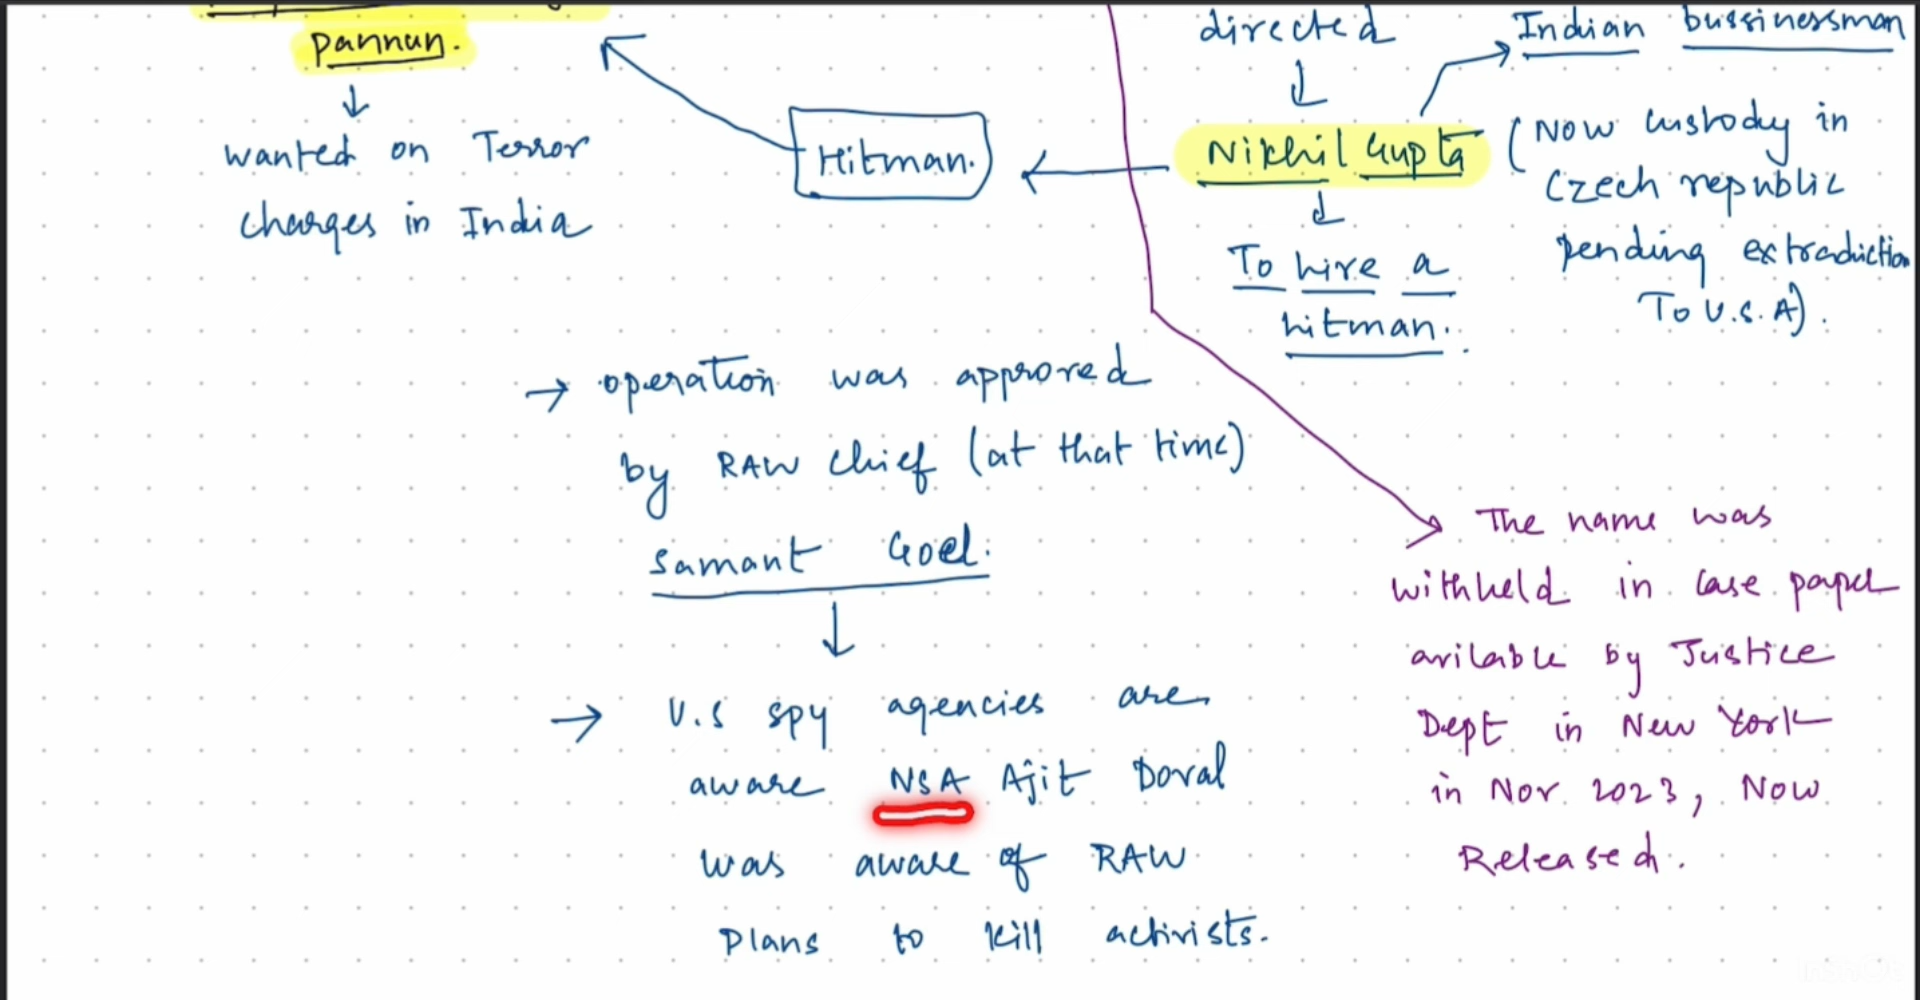 pannun.
wanted on Terror
charges in India
Hitman.
directed
Indian bussinessman
Nikhil Gupta
(Now custody in
Czech republic
pending extradiction
To U.S.A).
To hire a
hitman.
→ operation was approved
by RAW chief (at that time)
Samant Goel.
→ U.S spy agencies are
aware NSA Ajit Doval
was aware of RAW
plans to kill activists.
The name was
withheld in case paper
avilable by Justice
Dept in New York
in Nov 2023, Now
Released.